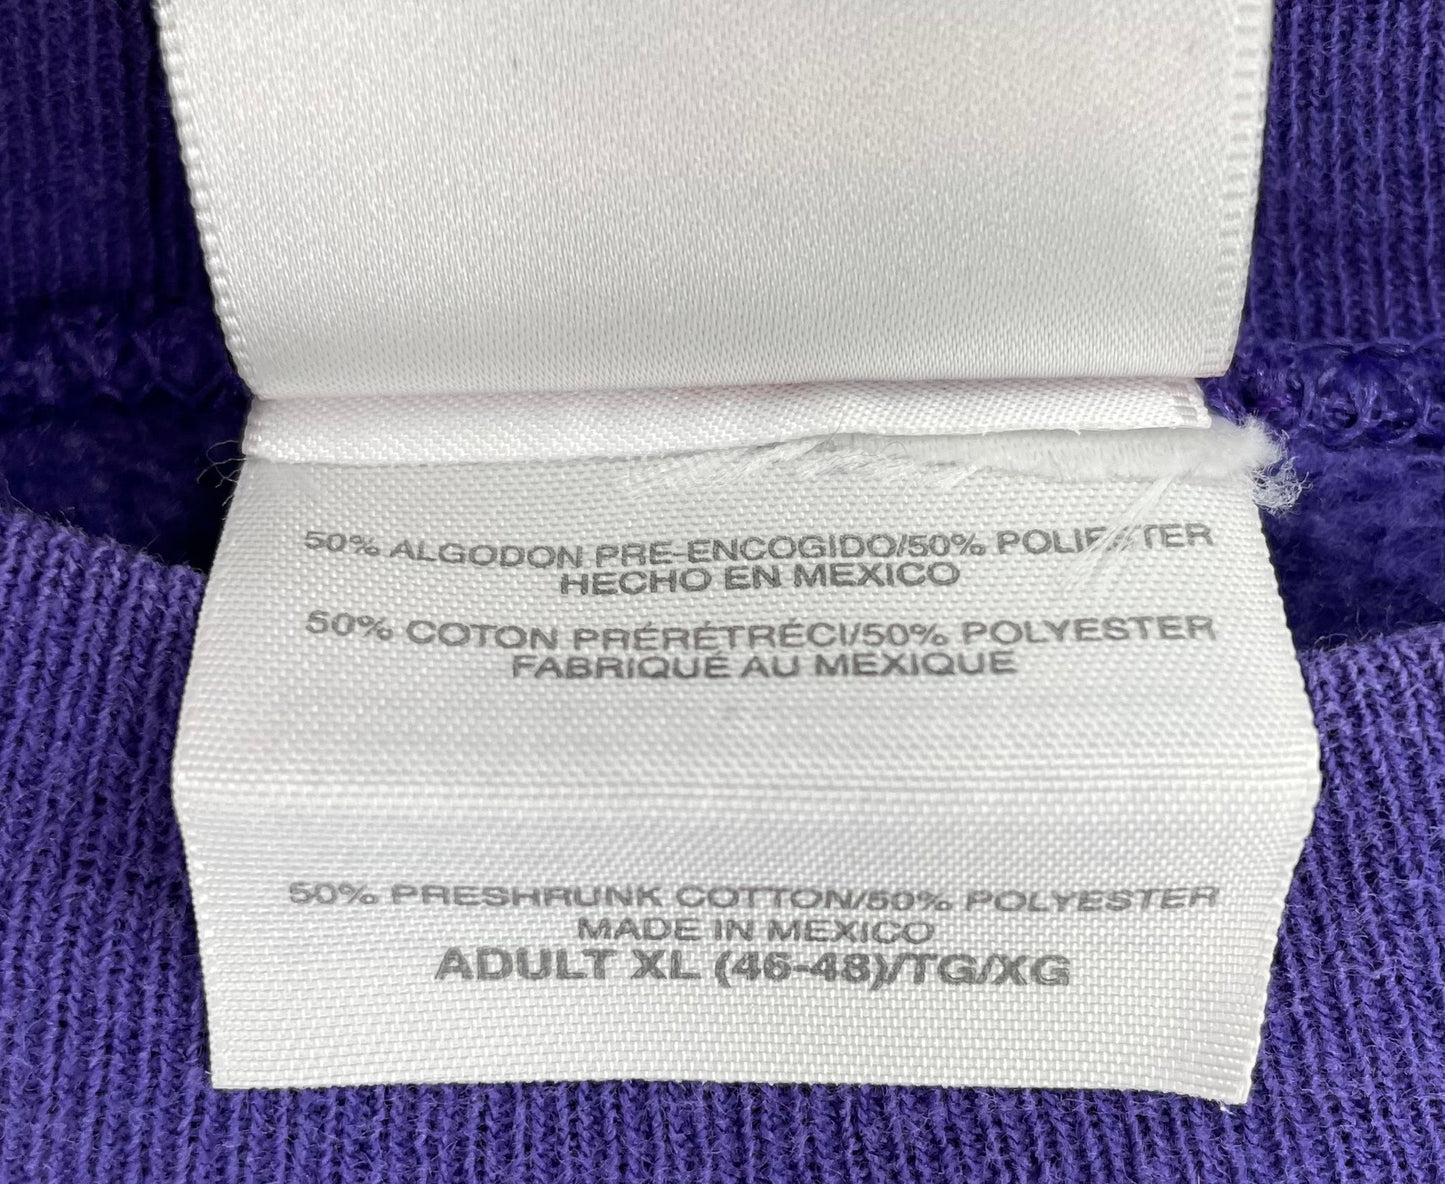 50% ALGODON PRE-ENCOGIDO/50% POLIESTER
HECHO EN MEXICO
50% COTON PRÉRÉTRÉCI/50% POLYESTER
FABRIQUÉ AU MEXIQUE
50% PRESHRUNK COTTON/50% POLYESTER
MADE IN MEXICO
ADULT XL (46-48)/TG/XG